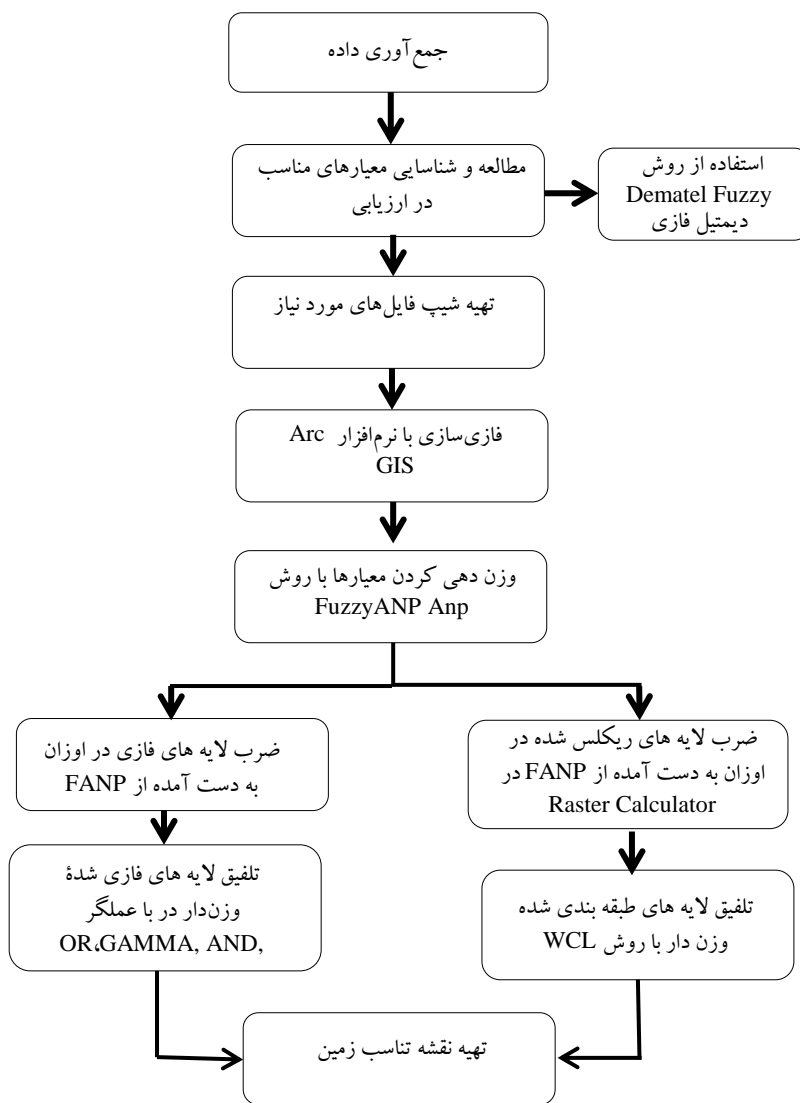 جمع‌آوری داده
مطالعه و شناسایی معیارهای مناسب
در ارزیابی
استفاده از روش
Dematel Fuzzy
دیمتیل فازی
تهیه شیپ فایل‌های مورد نیاز
فازی‌سازی با نرم‌افزار Arc
GIS
وزن دهی کردن معیارها با روش
FuzzyANP Anp
ضرب لایه های ریکلس شده در
اوزان به دست آمده از FANP در
Raster Calculator
ضرب لایه های فازی در اوزان
به دست آمده از FANP
تلفیق لایه های طبقه بندی شده
وزن دار با روش WCL
تلفیق لایه های فازی شدۀ
وزن‌دار در با عملگر
OR،GAMMA, AND,
تهیه نقشه تناسب زمین